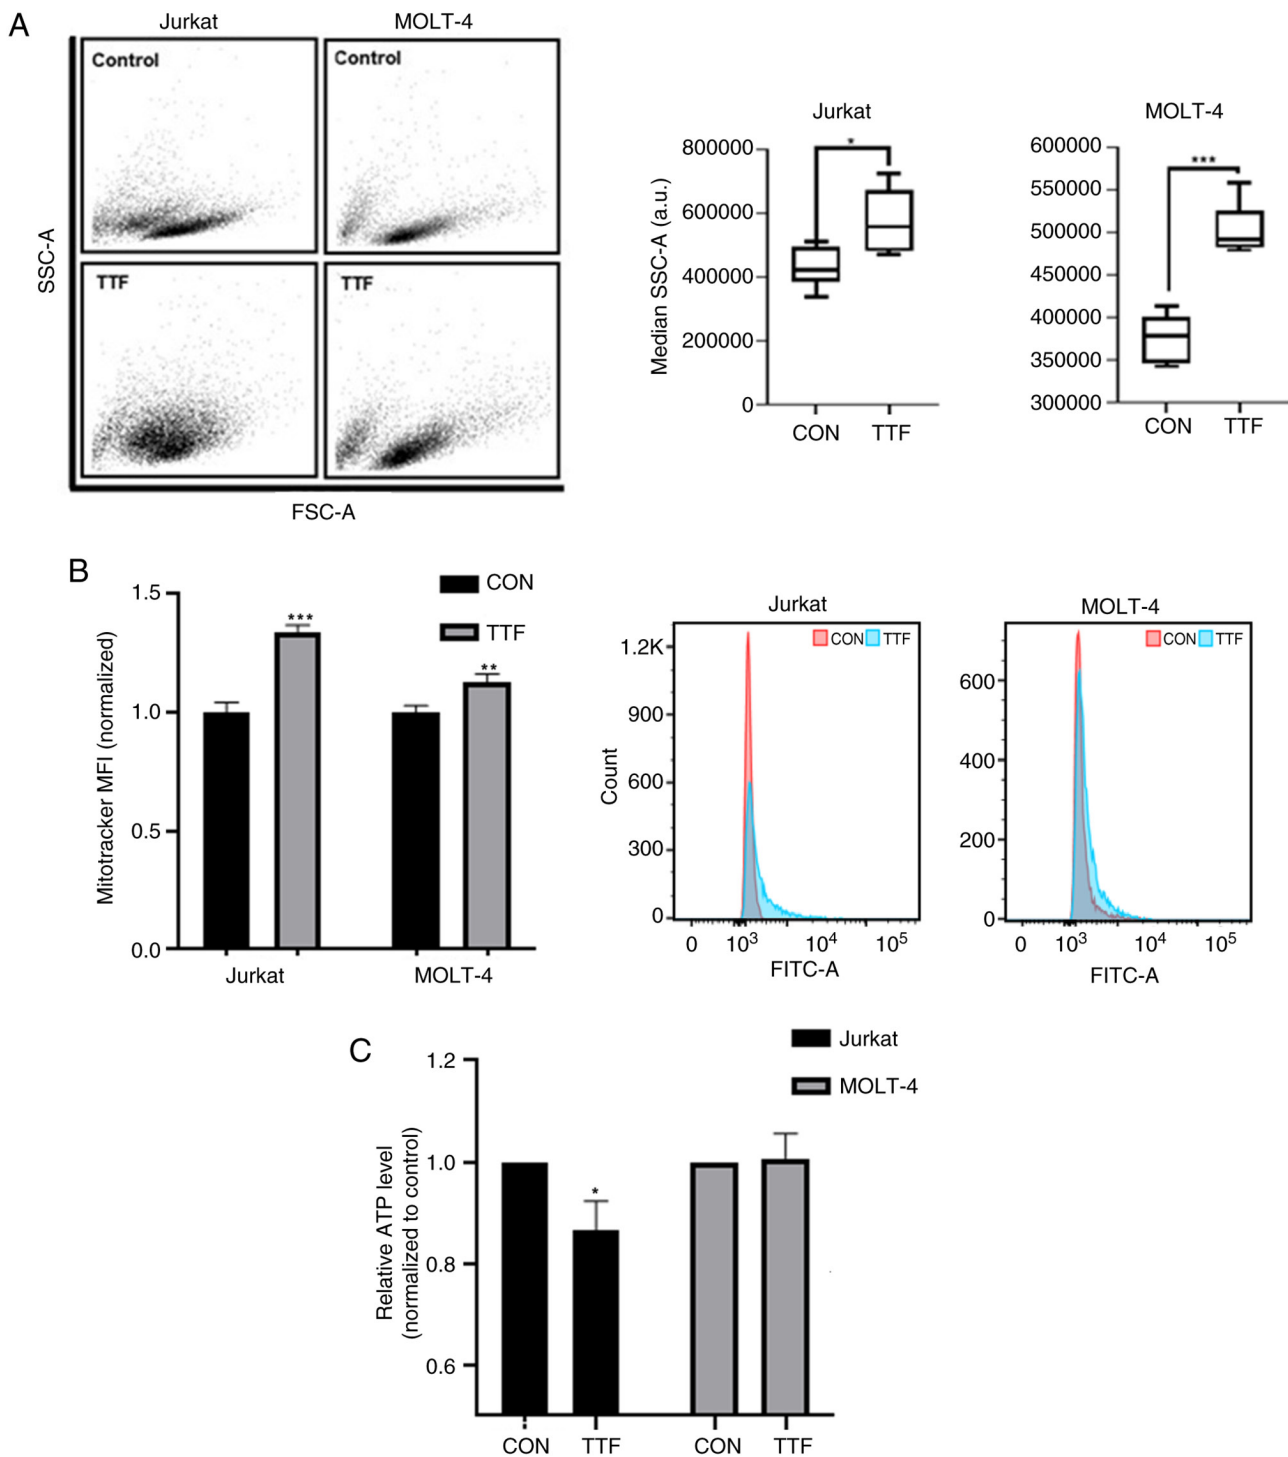 A
Jurkat
MOLT-4
Control
Control
TTF
TTF
SSC-A
FSC-A
Jurkat
Median SSC-A (a.u.)
800000
600000
400000
200000
0
*
CON
TTF
MOLT-4
600000
550000
500000
450000
400000
350000
300000
***
CON
TTF
B
Mitotracker MFI (normalized)
1.5
1.0
0.5
0.0
CON
TTF
***
**
Jurkat
MOLT-4
Jurkat
CON TTF
Count
1.2K
900
600
300
0
0 10³ 10⁴ 10⁵
FITC-A
MOLT-4
CON TTF
600
400
200
0
0 10³ 10⁴ 10⁵
FITC-A
C
Relative ATP level
(normalized to control)
1.2
1.0
0.8
0.6
Jurkat
MOLT-4
*
CON
TTF
CON
TTF